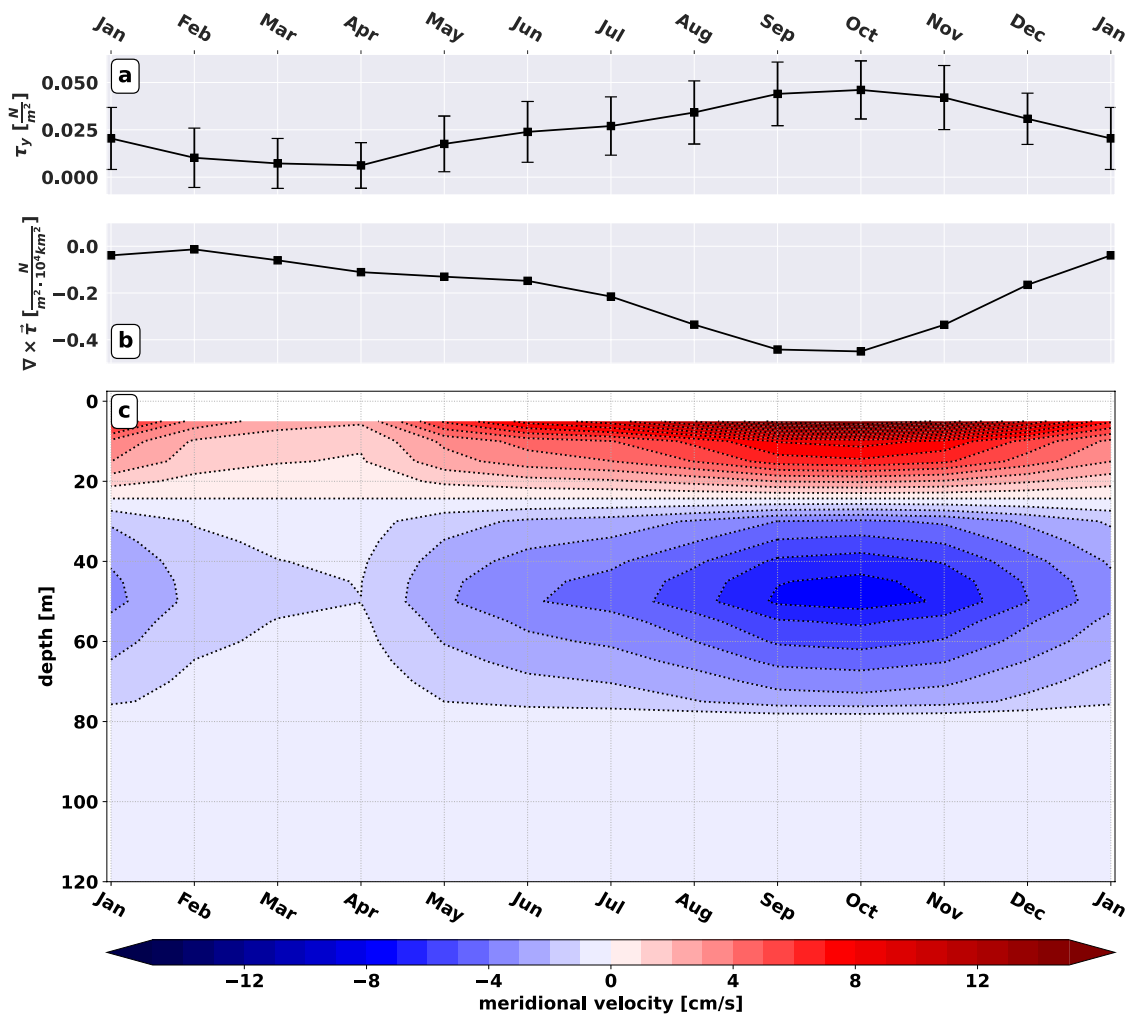 Jan Feb Mar Apr May Jun Jul Aug Sep Oct Nov Dec Jan
a
τy [N/m²]
0.050
0.025
0.000
b
∇ × τ⃗ [N/m² · 10⁴km²]
0.0
−0.2
−0.4
c
depth [m]
0
20
40
60
80
100
120
Jan Feb Mar Apr May Jun Jul Aug Sep Oct Nov Dec Jan
−12 −8 −4 0 4 8 12
meridional velocity [cm/s]